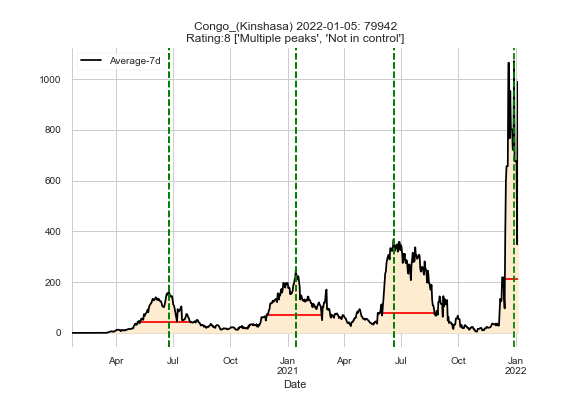 Congo_(Kinshasa) 2022-01-05: 79942
Rating:8 ['Multiple peaks', 'Not in control']
Average-7d
1000
800
600
400
200
0
Apr Jul Oct Jan Apr Jul Oct Jan
2021 2022
Date